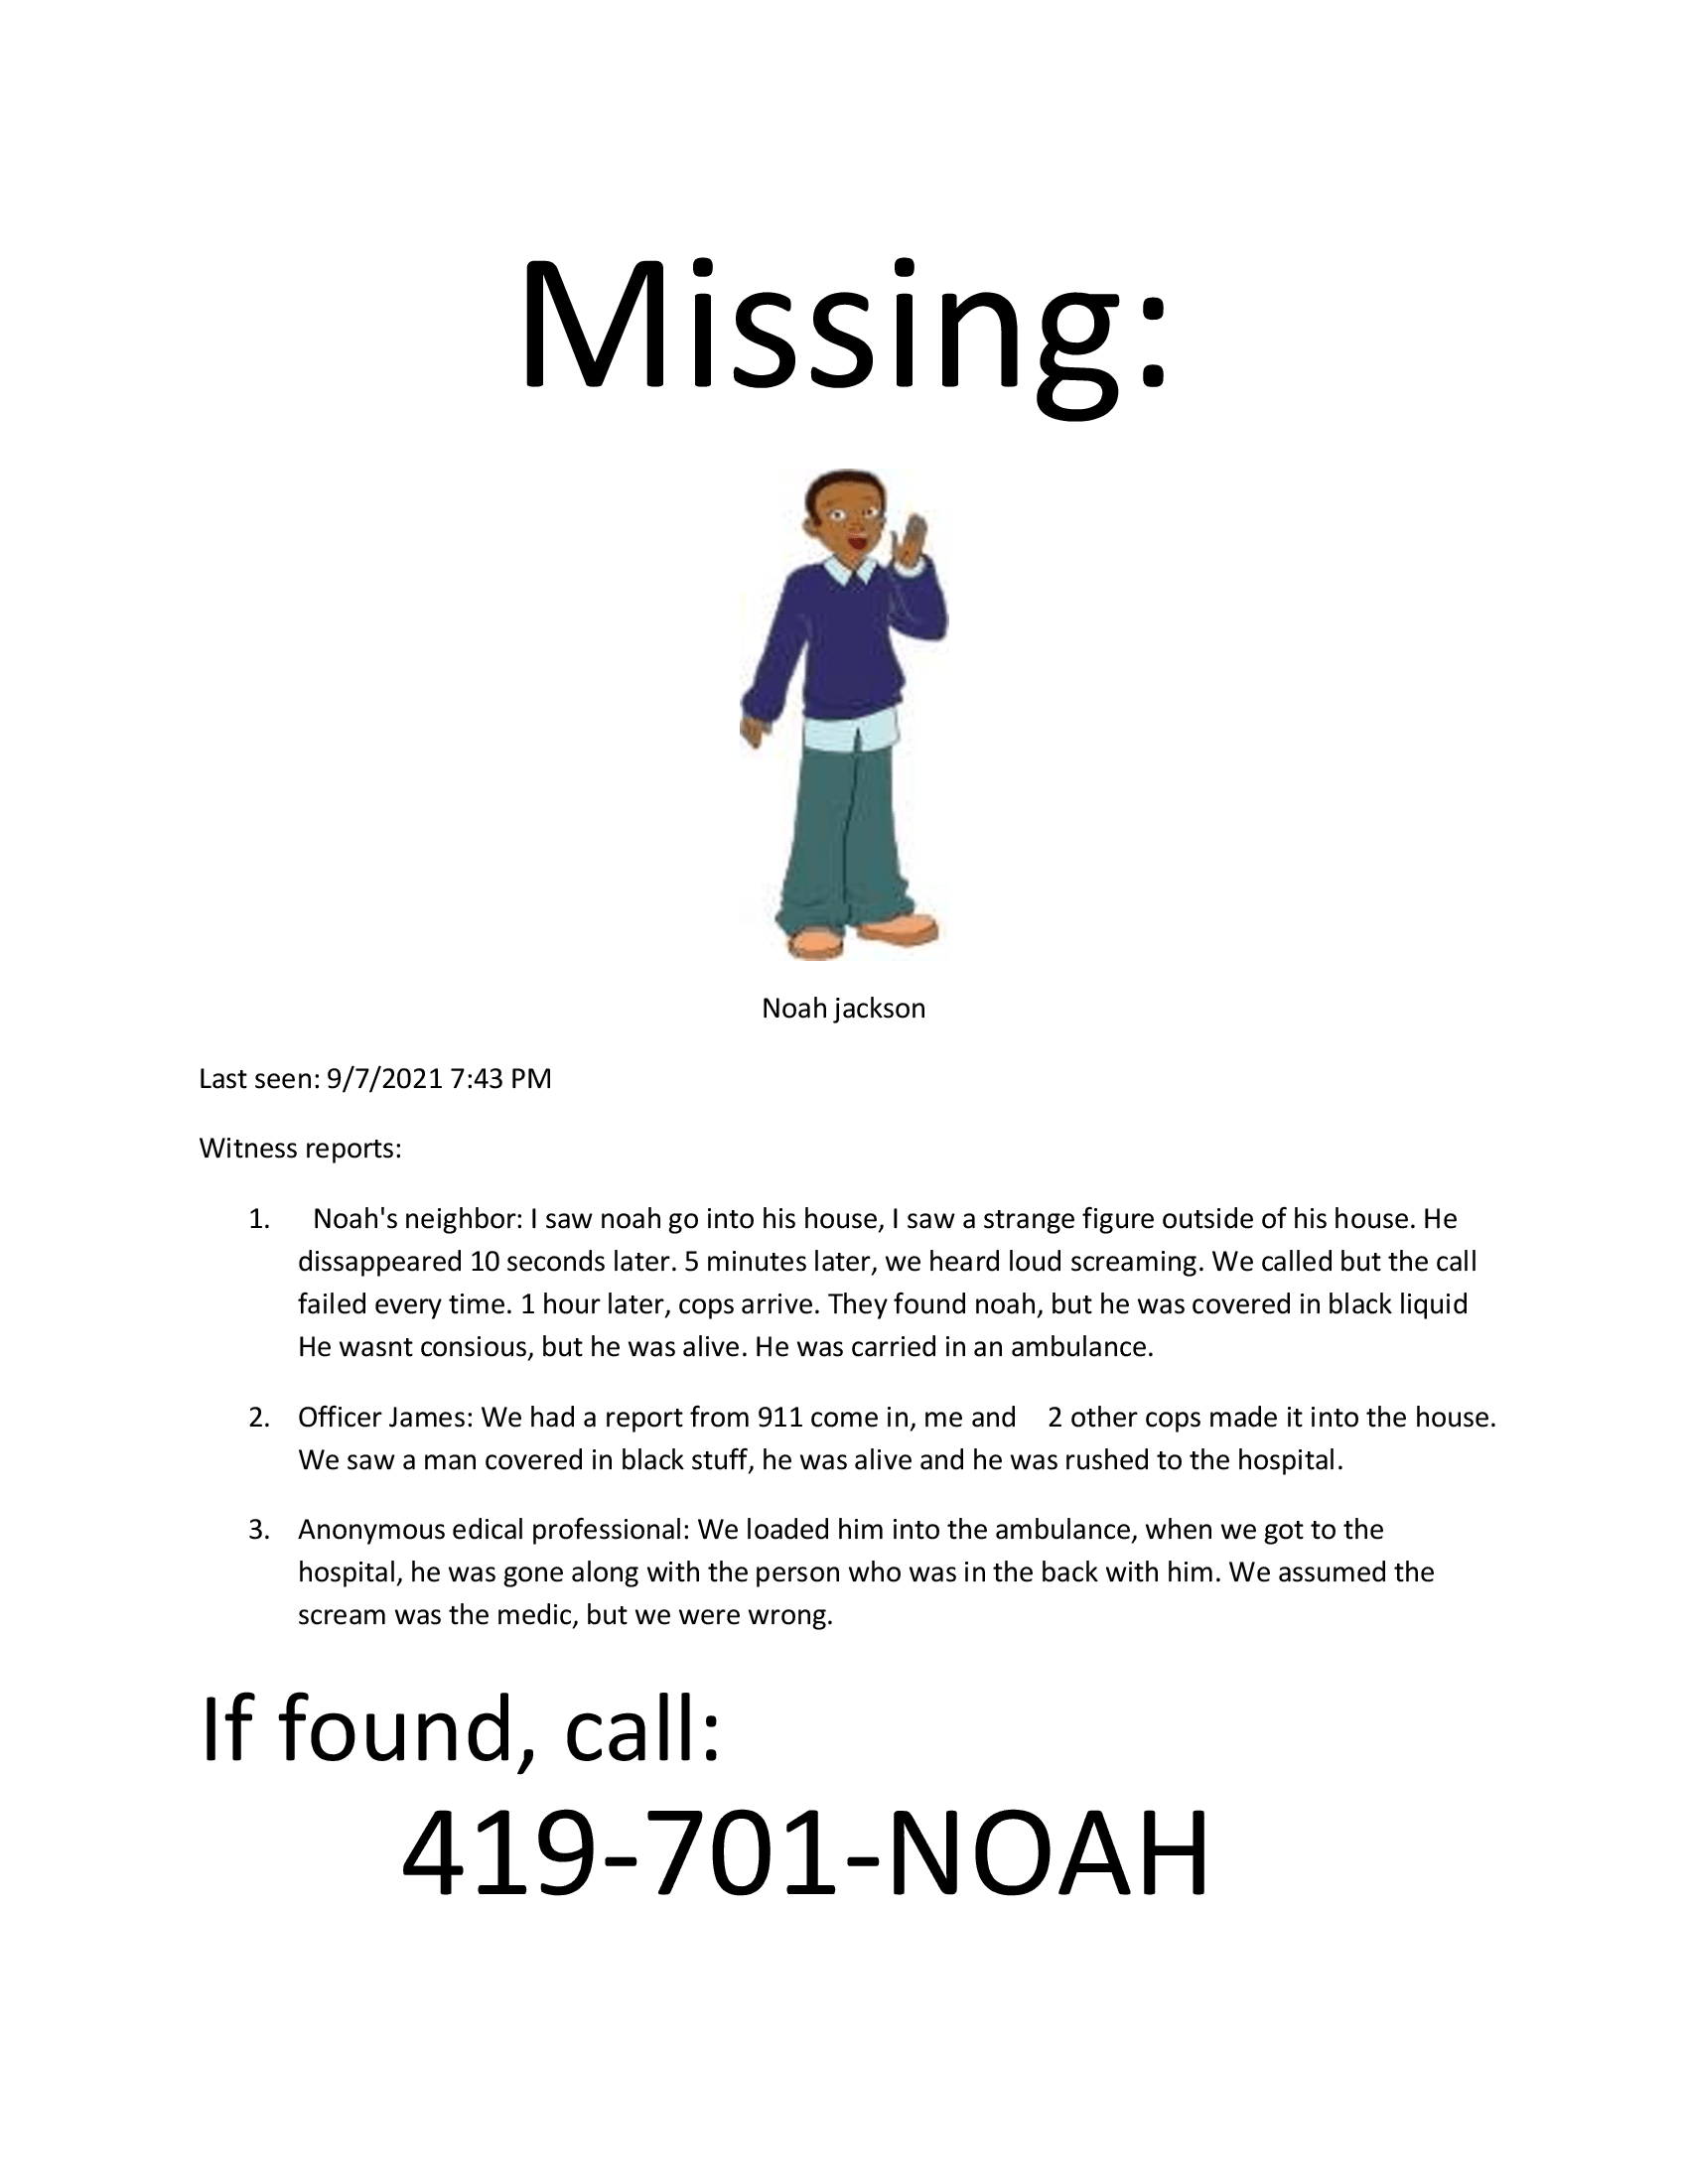 Missing:
Noah jackson
Last seen: 9/7/2021 7:43 PM
Witness reports:
1. Noah's neighbor: I saw noah go into his house, I saw a strange figure outside of his house. He
dissappeared 10 seconds later. 5 minutes later, we heard loud screaming. We called but the call
failed every time. 1 hour later, cops arrive. They found noah, but he was covered in black liquid
He wasnt consious, but he was alive. He was carried in an ambulance.
2. Officer James: We had a report from 911 come in, me and 2 other cops made it into the house.
We saw a man covered in black stuff, he was alive and he was rushed to the hospital.
3. Anonymous edical professional: We loaded him into the ambulance, when we got to the
hospital, he was gone along with the person who was in the back with him. We assumed the
scream was the medic, but we were wrong.
If found, call:
419-701-NOAH